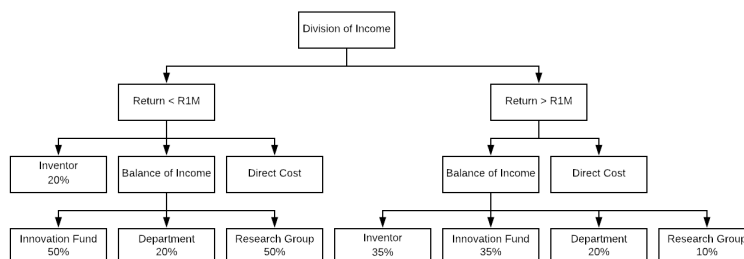 Division of Income
Return < R1M
Return > R1M
Inventor
20%
Balance of Income
Direct Cost
Balance of Income
Direct Cost
Innovation Fund
50%
Department
20%
Research Group
50%
Inventor
35%
Innovation Fund
35%
Department
20%
Research Group
10%